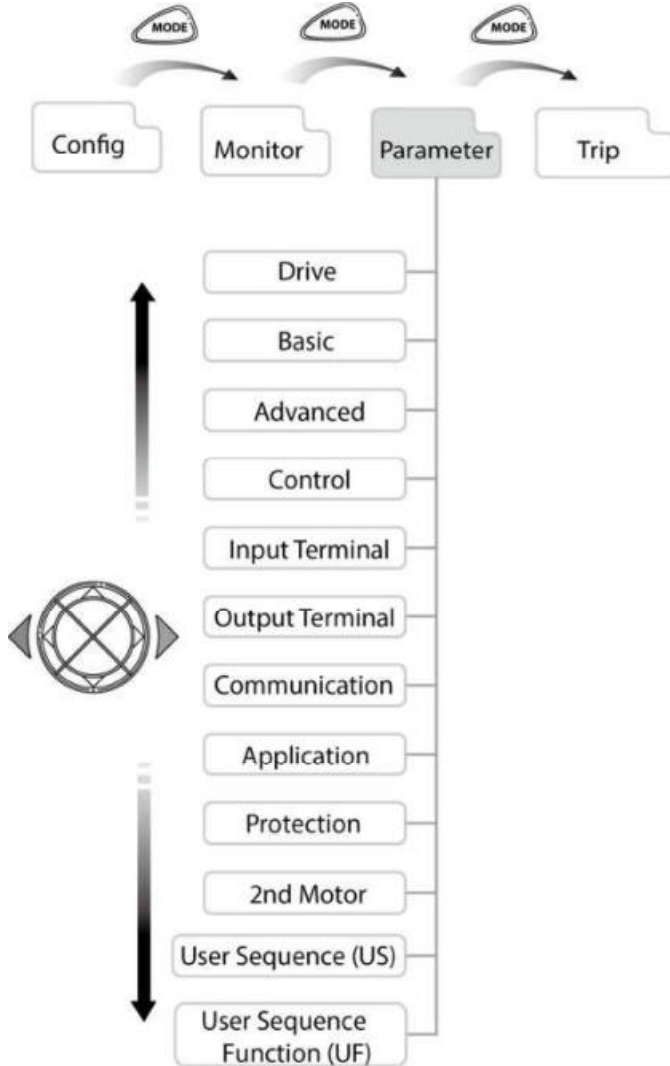 MODE MODE MODE
Config Monitor Parameter Trip
Drive
Basic
Advanced
Control
Input Terminal
Output Terminal
Communication
Application
Protection
2nd Motor
User Sequence (US)
User Sequence
Function (UF)